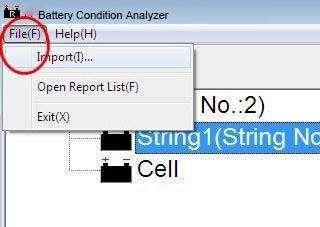 Battery Condition Analyzer
File(F) Help(H)
Import(I)...
Open Report List(F)
Exit(X)
No.:2)
String1(String No
Cell